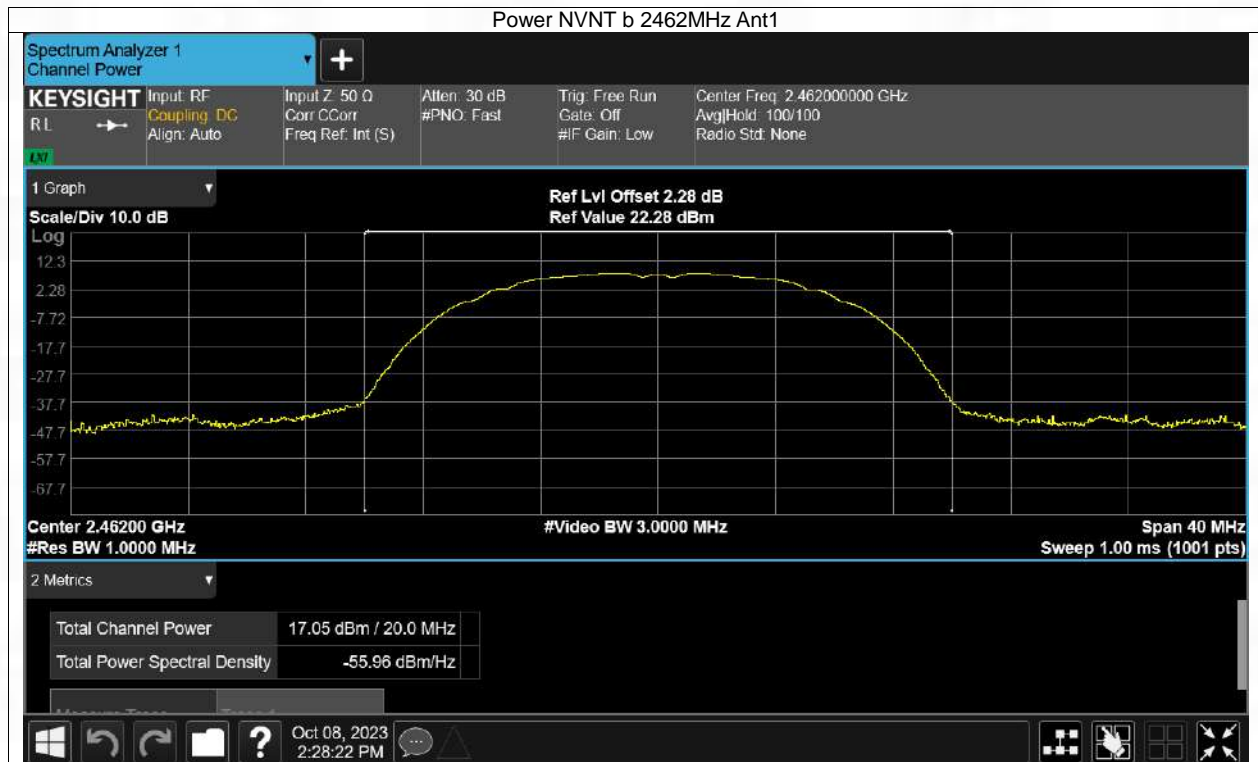 Power NVNT b 2462MHz Ant1
Spectrum Analyzer 1
Channel Power
KEYSIGHT
RL
LXI
Input: RF
Coupling: DC
Align: Auto
Input Z: 50 Ω
Corr CCorr
Freq Ref: Int (S)
Atten: 30 dB
#PNO: Fast
Trig: Free Run
Gate: Off
#IF Gain: Low
Center Freq: 2.462000000 GHz
Avg|Hold: 100/100
Radio Std: None
1 Graph
Scale/Div 10.0 dB
Ref Lvl Offset 2.28 dB
Ref Value 22.28 dBm
Log
12.3
2.28
-7.72
-17.7
-27.7
-37.7
-47.7
-57.7
-67.7
Center 2.46200 GHz
#Video BW 3.0000 MHz
Span 40 MHz
#Res BW 1.0000 MHz
Sweep 1.00 ms (1001 pts)
2 Metrics
Total Channel Power 17.05 dBm / 20.0 MHz
Total Power Spectral Density -55.96 dBm/Hz
?
Oct 08, 2023
2:28:22 PM